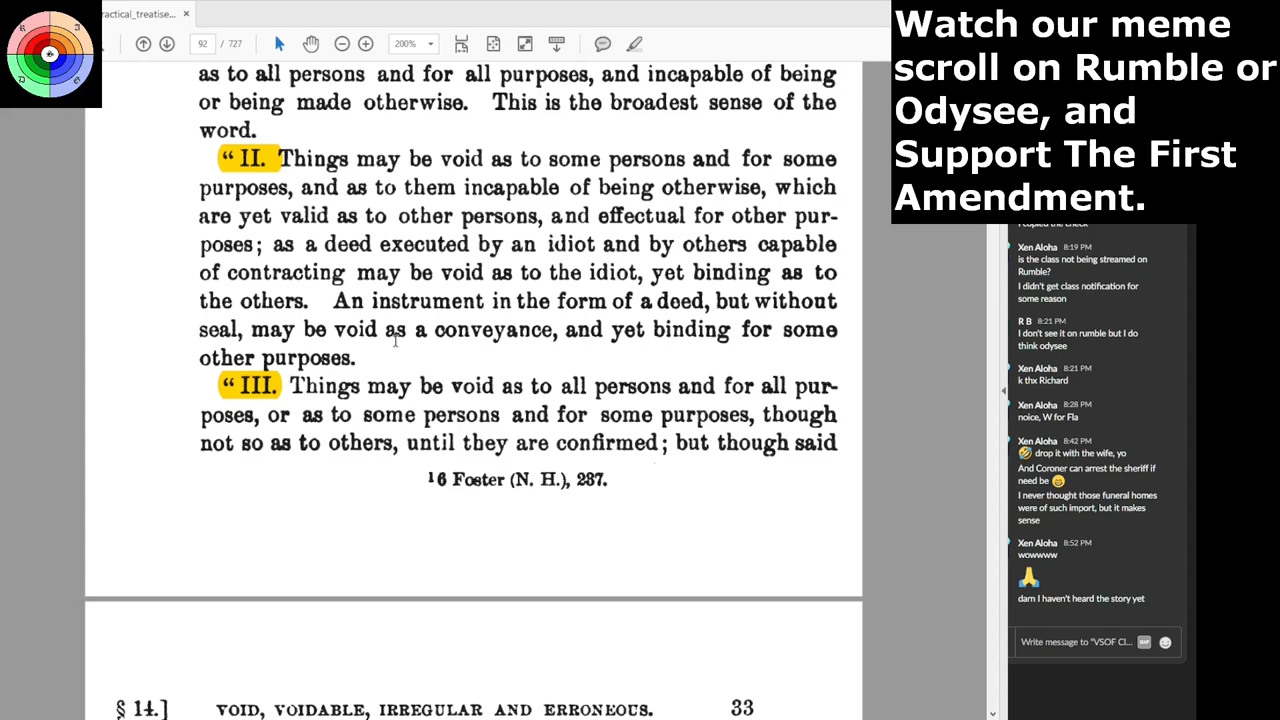 ractical_treatise...
92 / 727
200%
as to all persons and for all purposes, and incapable of being
or being made otherwise. This is the broadest sense of the
word.
“ II. Things may be void as to some persons and for some
purposes, and as to them incapable of being otherwise, which
are yet valid as to other persons, and effectual for other pur-
poses; as a deed executed by an idiot and by others capable
of contracting may be void as to the idiot, yet binding as to
the others. An instrument in the form of a deed, but without
seal, may be void as a conveyance, and yet binding for some
other purposes.
“ III. Things may be void as to all persons and for all pur-
poses, or as to some persons and for some purposes, though
not so as to others, until they are confirmed; but though said
¹ 6 Foster (N. H.), 237.
§ 14.] VOID, VOIDABLE, IRREGULAR AND ERRONEOUS. 33
Watch our meme
scroll on Rumble or
Odysee, and
Support The First
Amendment.
I copied the check
Xen Aloha 8:19 PM
is the class not being streamed on
Rumble?
I didn't get class notification for
some reason
R B 8:21 PM
I don't see it on rumble but I do
think odysee
Xen Aloha 8:21 PM
k thx Richard
Xen Aloha 8:28 PM
noice, W for Fla
Xen Aloha 8:42 PM
🤣 drop it with the wife, yo
And Coroner can arrest the sheriff if
need be 😄
I never thought those funeral homes
were of such import, but it makes
sense
Xen Aloha 8:52 PM
wowwww
🙏
darn I haven't heard the story yet
Write message to "VSOF Cl...
GIF